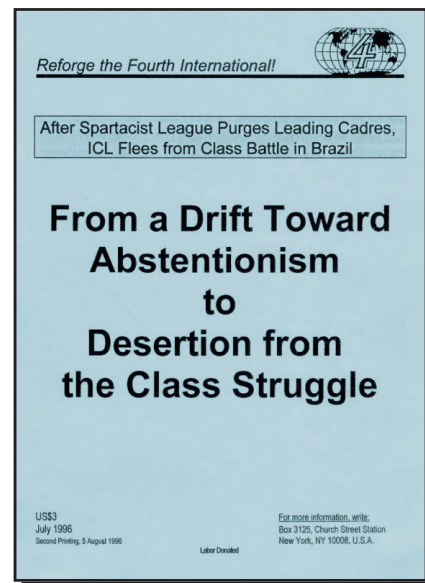 Reforge the Fourth International!
4
After Spartacist League Purges Leading Cadres,
ICL Flees from Class Battle in Brazil
From a Drift Toward
Abstentionism
to
Desertion from
the Class Struggle
US$3
July 1996
Second Printing, 5 August 1996
Labor Donated
For more information, write:
Box 3125, Church Street Station
New York, NY 10008, U.S.A.